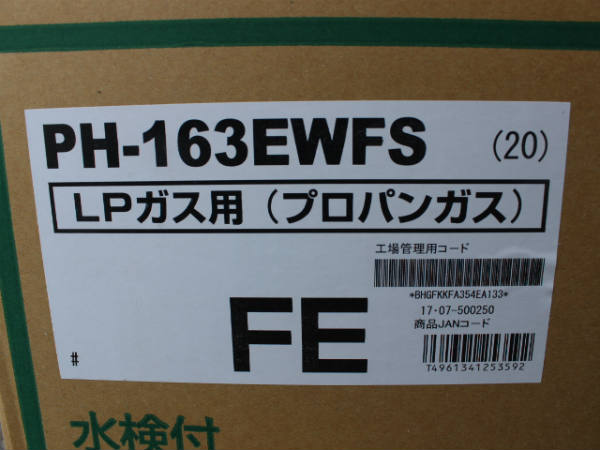 PH-163EWFS (20)
LPガス用（プロパンガス）
工場管理用コード
*BHGFKKFA354EA133*
17・07-500250
商品JANコード
FE
#
T4961341253592
水検付